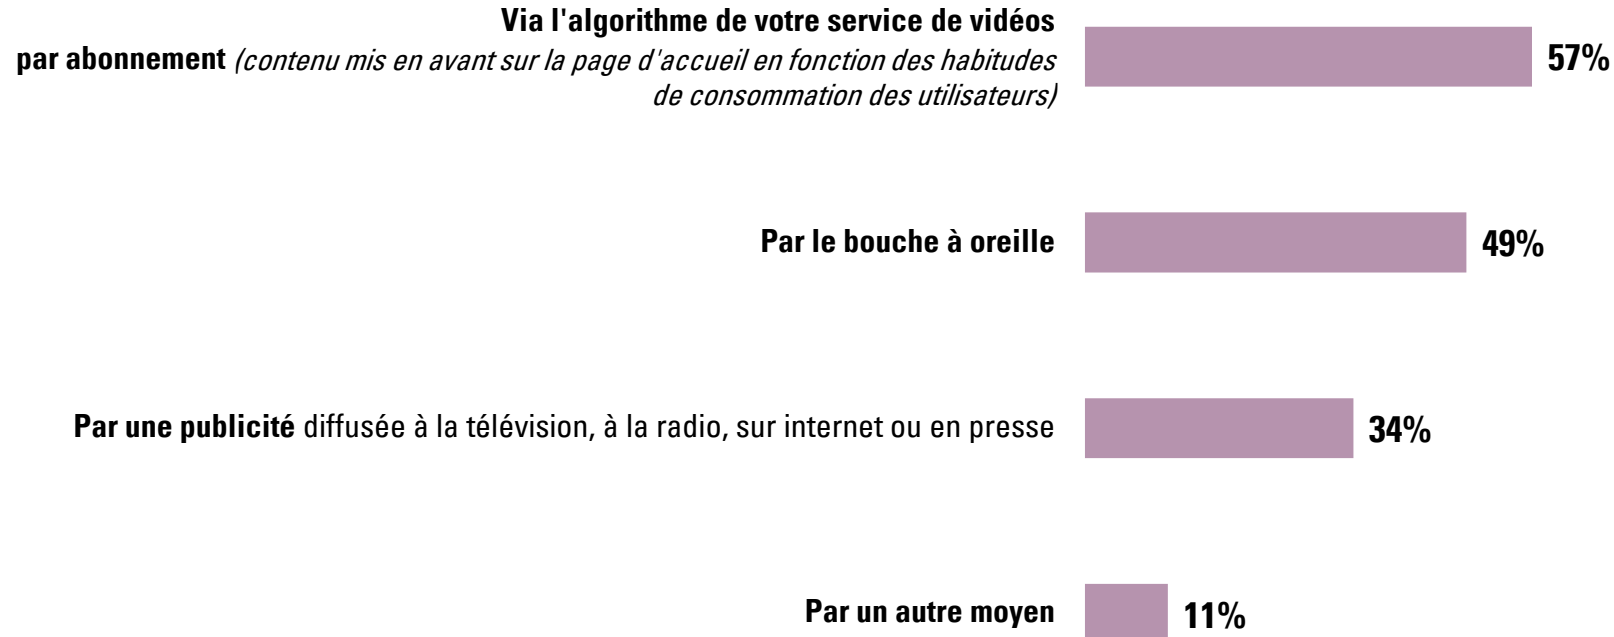 Via l'algorithme de votre service de vidéos
par abonnement (contenu mis en avant sur la page d'accueil en fonction des habitudes
de consommation des utilisateurs)
57%
Par le bouche à oreille
49%
Par une publicité diffusée à la télévision, à la radio, sur internet ou en presse
34%
Par un autre moyen
11%